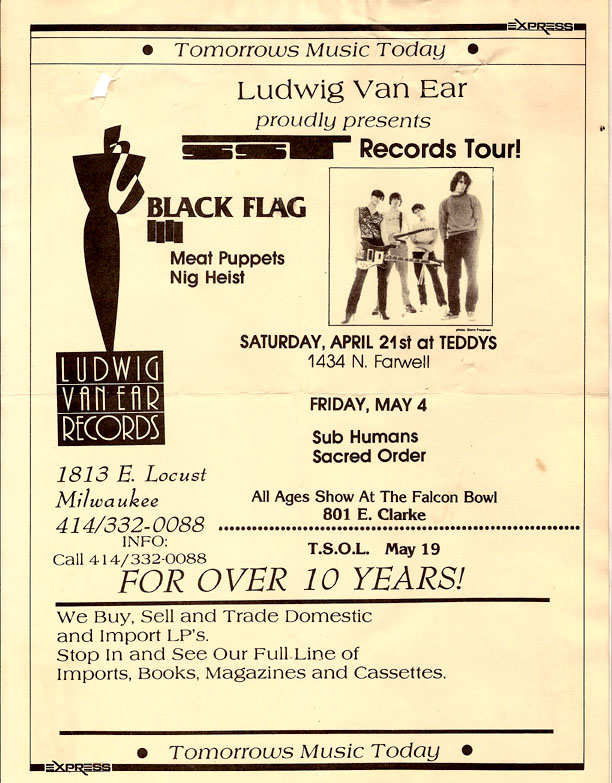 EXPRESS
• Tomorrows Music Today •
Ludwig Van Ear
proudly presents
SST Records Tour!
BLACK FLAG
Meat Puppets
Nig Heist
photo: Glenn Friedman
SATURDAY, APRIL 21st at TEDDYS
1434 N. Farwell
LUDWIG
VAN EAR
RECORDS
FRIDAY, MAY 4
Sub Humans
Sacred Order
1813 E. Locust
Milwaukee
414/332-0088
INFO:
Call 414/332-0088
All Ages Show At The Falcon Bowl
801 E. Clarke
T.S.O.L. May 19
FOR OVER 10 YEARS!
We Buy, Sell and Trade Domestic
and Import LP's.
Stop In and See Our Full Line of
Imports, Books, Magazines and Cassettes.
• Tomorrows Music Today •
EXPRESS